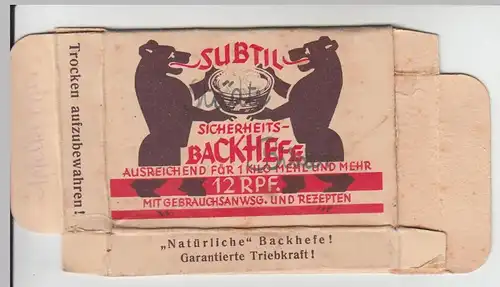 SUBTIL
SICHERHEITS-
BACKHEFE
AUSREICHEND FÜR 1 KILO MEHL UND MEHR
12 RPF.
MIT GEBRAUCHSANWSG. UND REZEPTEN
Trocken aufzubewahren!
„Natürliche" Backhefe!
Garantierte Triebkraft!